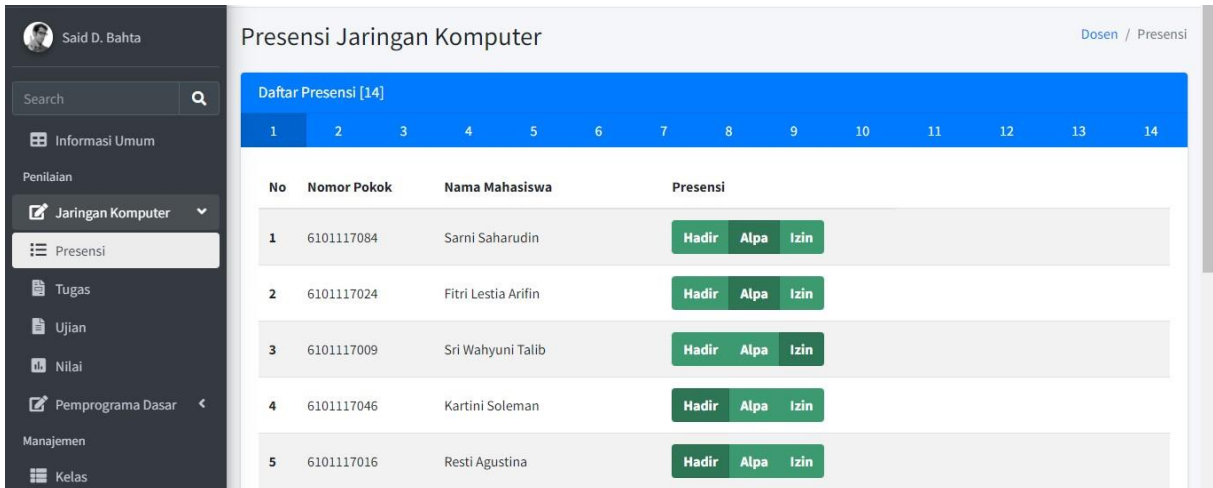 Said D. Bahta
Search
Informasi Umum
Penilaian
Jaringan Komputer
Presensi
Tugas
Ujian
Nilai
Pemprograma Dasar
Manajemen
Kelas
Presensi Jaringan Komputer
Dosen / Presensi
Daftar Presensi [14]
1 2 3 4 5 6 7 8 9 10 11 12 13 14
No Nomor Pokok Nama Mahasiswa Presensi
1 6101117084 Sarni Saharudin Hadir Alpa Izin
2 6101117024 Fitri Lestia Arifin Hadir Alpa Izin
3 6101117009 Sri Wahyuni Talib Hadir Alpa Izin
4 6101117046 Kartini Soleman Hadir Alpa Izin
5 6101117016 Resti Agustina Hadir Alpa Izin